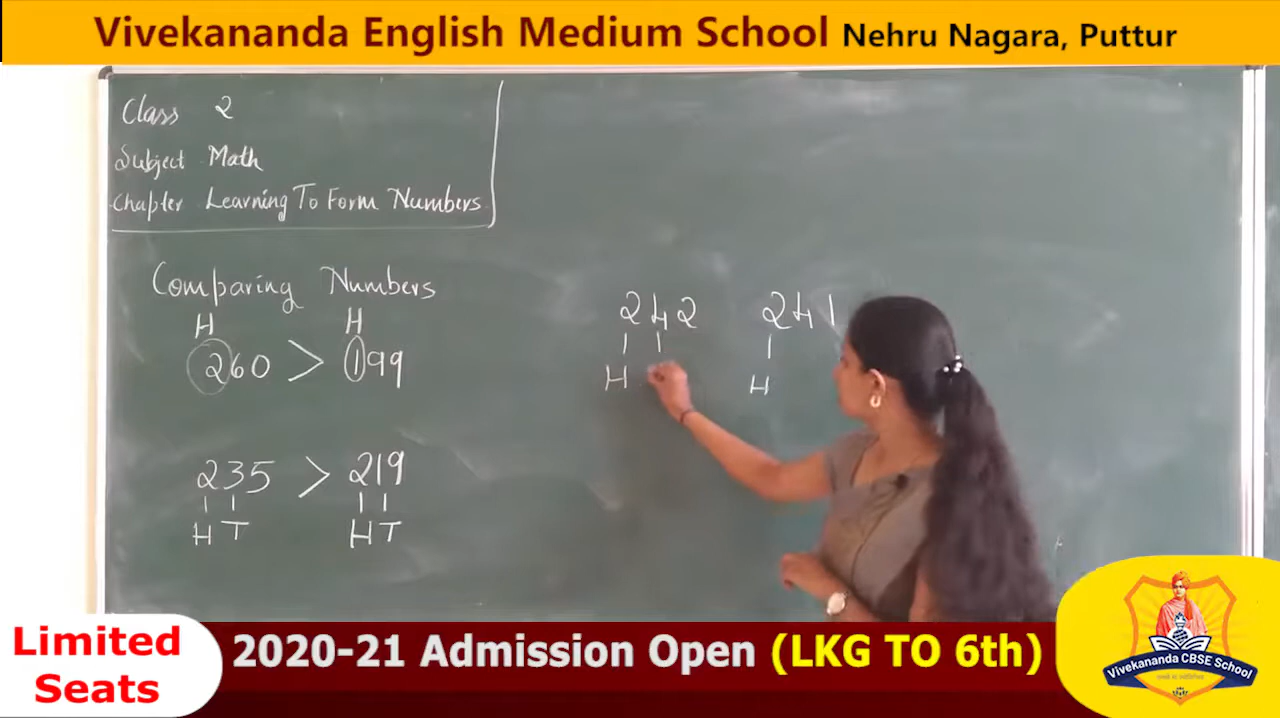 Vivekananda English Medium School Nehru Nagara, Puttur
Class 2
Subject Math
Chapter Learning To Form Numbers
Comparing Numbers
H H
260 > 199
235 > 219
H T H T
242 241
H H
Limited Seats
2020-21 Admission Open (LKG TO 6th)
Vivekananda CBSE School